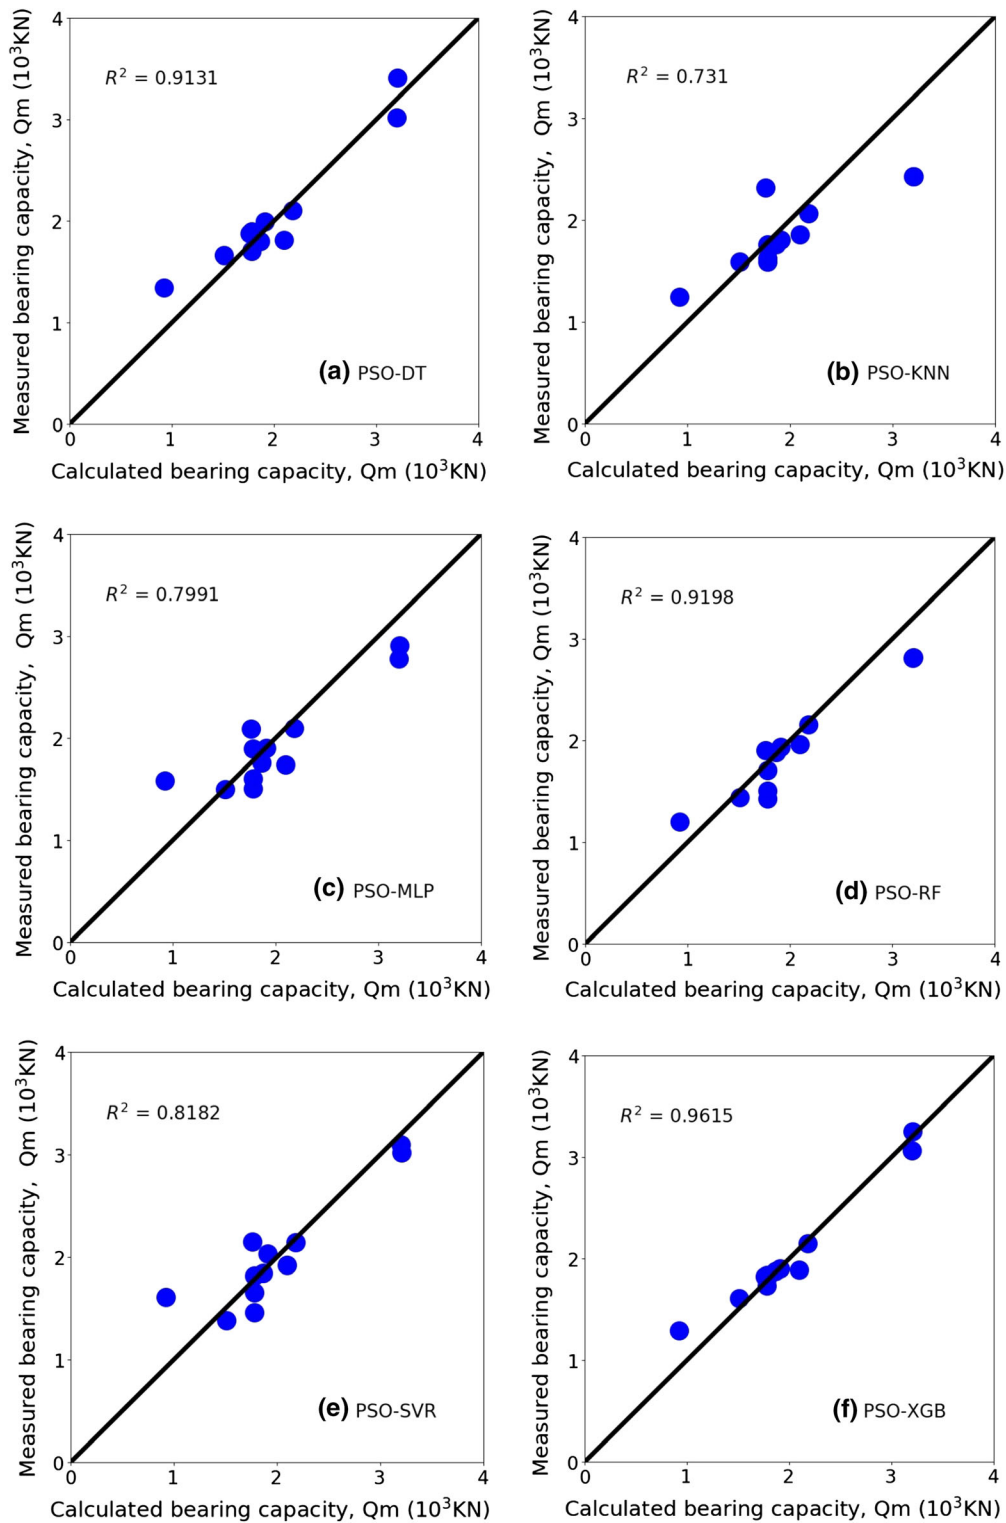 Measured bearing capacity, Qm (10³KN)
4
3
2
1
0
R² = 0.9131
(a) PSO-DT
0 1 2 3 4
Calculated bearing capacity, Qm (10³KN)
Measured bearing capacity, Qm (10³KN)
4
3
2
1
0
R² = 0.731
(b) PSO-KNN
0 1 2 3 4
Calculated bearing capacity, Qm (10³KN)
Measured bearing capacity, Qm (10³KN)
4
3
2
1
0
R² = 0.7991
(c) PSO-MLP
0 1 2 3 4
Calculated bearing capacity, Qm (10³KN)
Measured bearing capacity, Qm (10³KN)
4
3
2
1
0
R² = 0.9198
(d) PSO-RF
0 1 2 3 4
Calculated bearing capacity, Qm (10³KN)
Measured bearing capacity, Qm (10³KN)
4
3
2
1
0
R² = 0.8182
(e) PSO-SVR
0 1 2 3 4
Calculated bearing capacity, Qm (10³KN)
Measured bearing capacity, Qm (10³KN)
4
3
2
1
0
R² = 0.9615
(f) PSO-XGB
0 1 2 3 4
Calculated bearing capacity, Qm (10³KN)